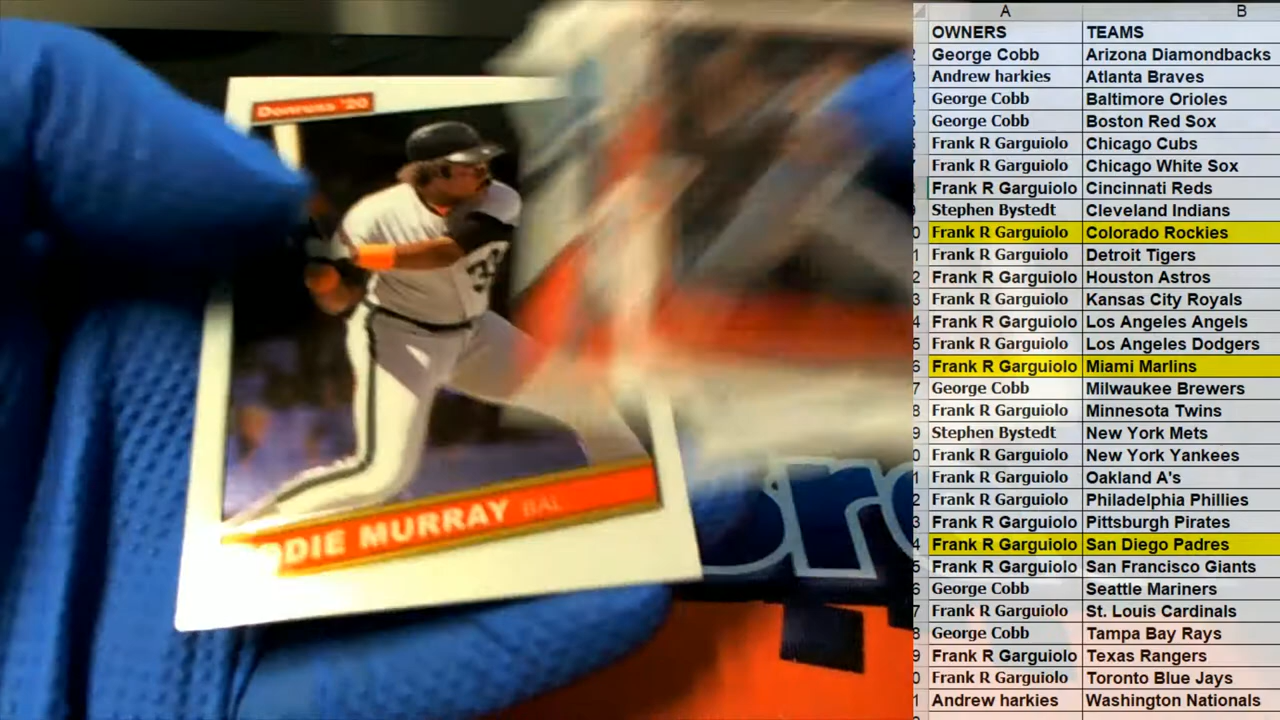 Donruss '20
DIE MURRAY BAL
A B
OWNERS TEAMS
George Cobb Arizona Diamondbacks
Andrew harkies Atlanta Braves
George Cobb Baltimore Orioles
George Cobb Boston Red Sox
Frank R Garguiolo Chicago Cubs
Frank R Garguiolo Chicago White Sox
Frank R Garguiolo Cincinnati Reds
Stephen Bystedt Cleveland Indians
Frank R Garguiolo Colorado Rockies
Frank R Garguiolo Detroit Tigers
Frank R Garguiolo Houston Astros
Frank R Garguiolo Kansas City Royals
Frank R Garguiolo Los Angeles Angels
Frank R Garguiolo Los Angeles Dodgers
Frank R Garguiolo Miami Marlins
George Cobb Milwaukee Brewers
Frank R Garguiolo Minnesota Twins
Stephen Bystedt New York Mets
Frank R Garguiolo New York Yankees
Frank R Garguiolo Oakland A's
Frank R Garguiolo Philadelphia Phillies
Frank R Garguiolo Pittsburgh Pirates
Frank R Garguiolo San Diego Padres
Frank R Garguiolo San Francisco Giants
George Cobb Seattle Mariners
Frank R Garguiolo St. Louis Cardinals
George Cobb Tampa Bay Rays
Frank R Garguiolo Texas Rangers
Frank R Garguiolo Toronto Blue Jays
Andrew harkies Washington Nationals